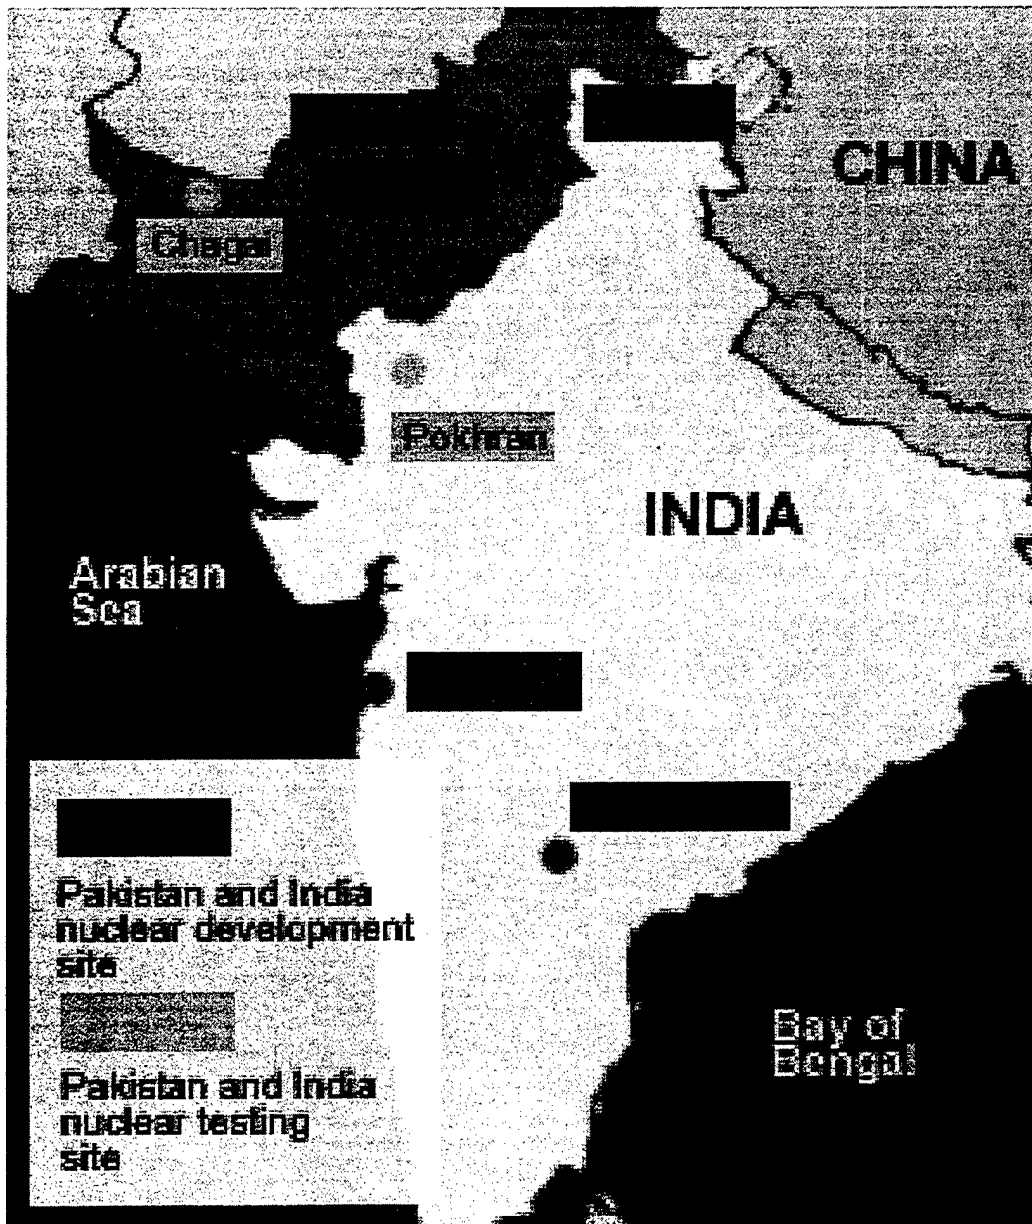 CHINA
Chagai
Pokhran
INDIA
Arabian
Sea
Pakistan and India
nuclear development
site
Pakistan and India
nuclear testing
site
Bay of
Bengal